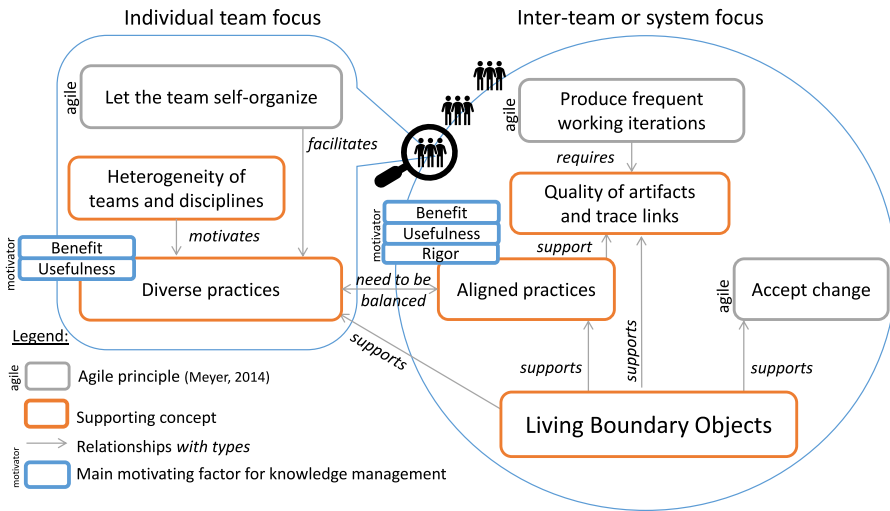 Individual team focus
Inter-team or system focus
agile
Let the team self-organize
facilitates
Heterogeneity of
teams and disciplines
motivates
motivator
Benefit
Usefulness
Diverse practices
need to be
balanced
agile
Produce frequent
working iterations
requires
Quality of artifacts
and trace links
motivator
Benefit
Usefulness
Rigor
support
Aligned practices
agile
Accept change
supports
supports
supports
supports
Living Boundary Objects
Legend:
agile
Agile principle (Meyer, 2014)
Supporting concept
Relationships with types
motivator
Main motivating factor for knowledge management